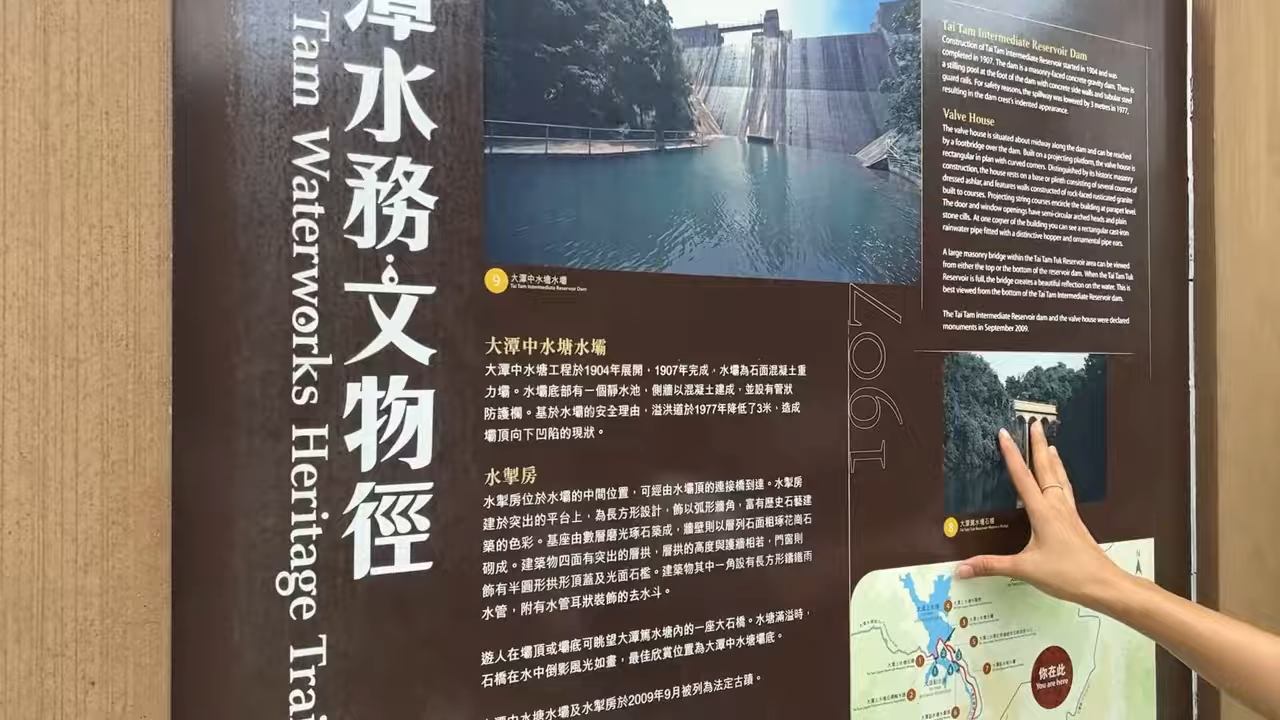 潭水務文物徑
Tam Waterworks Heritage Trai
9
大潭中水塘水壩
Tai Tam Intermediate Reservoir Dam
大潭中水塘水壩
大潭中水塘工程於1904年展開，1907年完成，水壩為石面混凝土重
力壩。水壩底部有一個靜水池，側牆以混凝土建成，並設有管狀
防護欄。基於水壩的安全理由，溢洪道於1977年降低了3米，造成
壩頂向下凹陷的現狀。
水掣房
水掣房位於水壩的中間位置，可經由水壩頂的連接橋到達。水掣房
建於突出的平台上，為長方形設計，飾以弧形牆角，富有歷史石藝建
築的色彩。基座由數層磨光琢石築成，牆壁則以層列石面粗琢花崗石
砌成。建築物四面有突出的層拱，層拱的高度與護牆相若，門窗則
飾有半圓形拱形頂蓋及光面石檻。建築物其中一角設有長方形鑄鐵雨
水管，附有水管耳狀裝飾的去水斗。
遊人在壩頂或壩底可眺望大潭篤水塘內的一座大石橋。水塘滿溢時，
石橋在水中倒影風光如畫，最佳欣賞位置為大潭中水塘壩底。
大潭中水塘水壩及水掣房於2009年9月被列為法定古蹟。
1907
Tai Tam Intermediate Reservoir Dam
Construction of Tai Tam Intermediate Reservoir started in 1904 and was
completed in 1907. The dam is a masonry-faced concrete gravity dam. There is
a stilling pool at the foot of the dam with concrete side walls and tubular steel
guard rails. For safety reasons, the spillway was lowered by 3 metres in 1977,
resulting in the dam crest's indented appearance.
Valve House
The valve house is situated about midway along the dam and can be reached
by a footbridge over the dam. Built on a projecting platform, the valve house is
rectangular in plan with curved corners. Distinguished by its historic masonry
construction, the house rests on a base or plinth consisting of several courses of
dressed ashlar, and features walls constructed of rock-faced rusticated granite
built to courses. Projecting string courses encircle the building at parapet level.
The door and window openings have semi-circular arched heads and plain
stone cills. At one corner of the building you can see a rectangular cast-iron
rainwater pipe fitted with a distinctive hopper and ornamental pipe ears.
A large masonry bridge within the Tai Tam Tuk Reservoir area can be viewed
from either the top or the bottom of the reservoir dam. When the Tai Tam Tuk
Reservoir is full, the bridge creates a beautiful reflection on the water. This is
best viewed from the bottom of the Tai Tam Intermediate Reservoir dam.
The Tai Tam Intermediate Reservoir dam and the valve house were declared
monuments in September 2009.
8
大潭篤水塘石橋
N
4
3
5
1
7
2
6
你在此
You are here